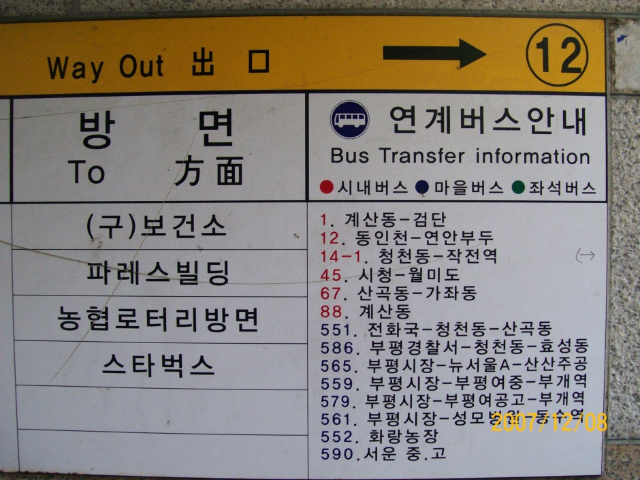 Way Out 出 口 → 12
방 면
To 方面
(구)보건소
파레스빌딩
농협로터리방면
스타벅스
연계버스안내
Bus Transfer information
●시내버스 ●마을버스 ●좌석버스
1. 계산동-검단
12. 동인천-연안부두
14-1. 청천동-작전역
45. 시청-월미도
67. 산곡동-가좌동
88. 계산동
551. 전화국-청천동-산곡동
586. 부평경찰서-청천동-효성동
565. 부평시장-뉴서울A-산산주공
559. 부평시장-부평여중-부개역
579. 부평시장-부평여공고-부개역
561. 부평시장-성모병원-동수역
552. 화랑농장
590.서운 중.고
2007/12/08